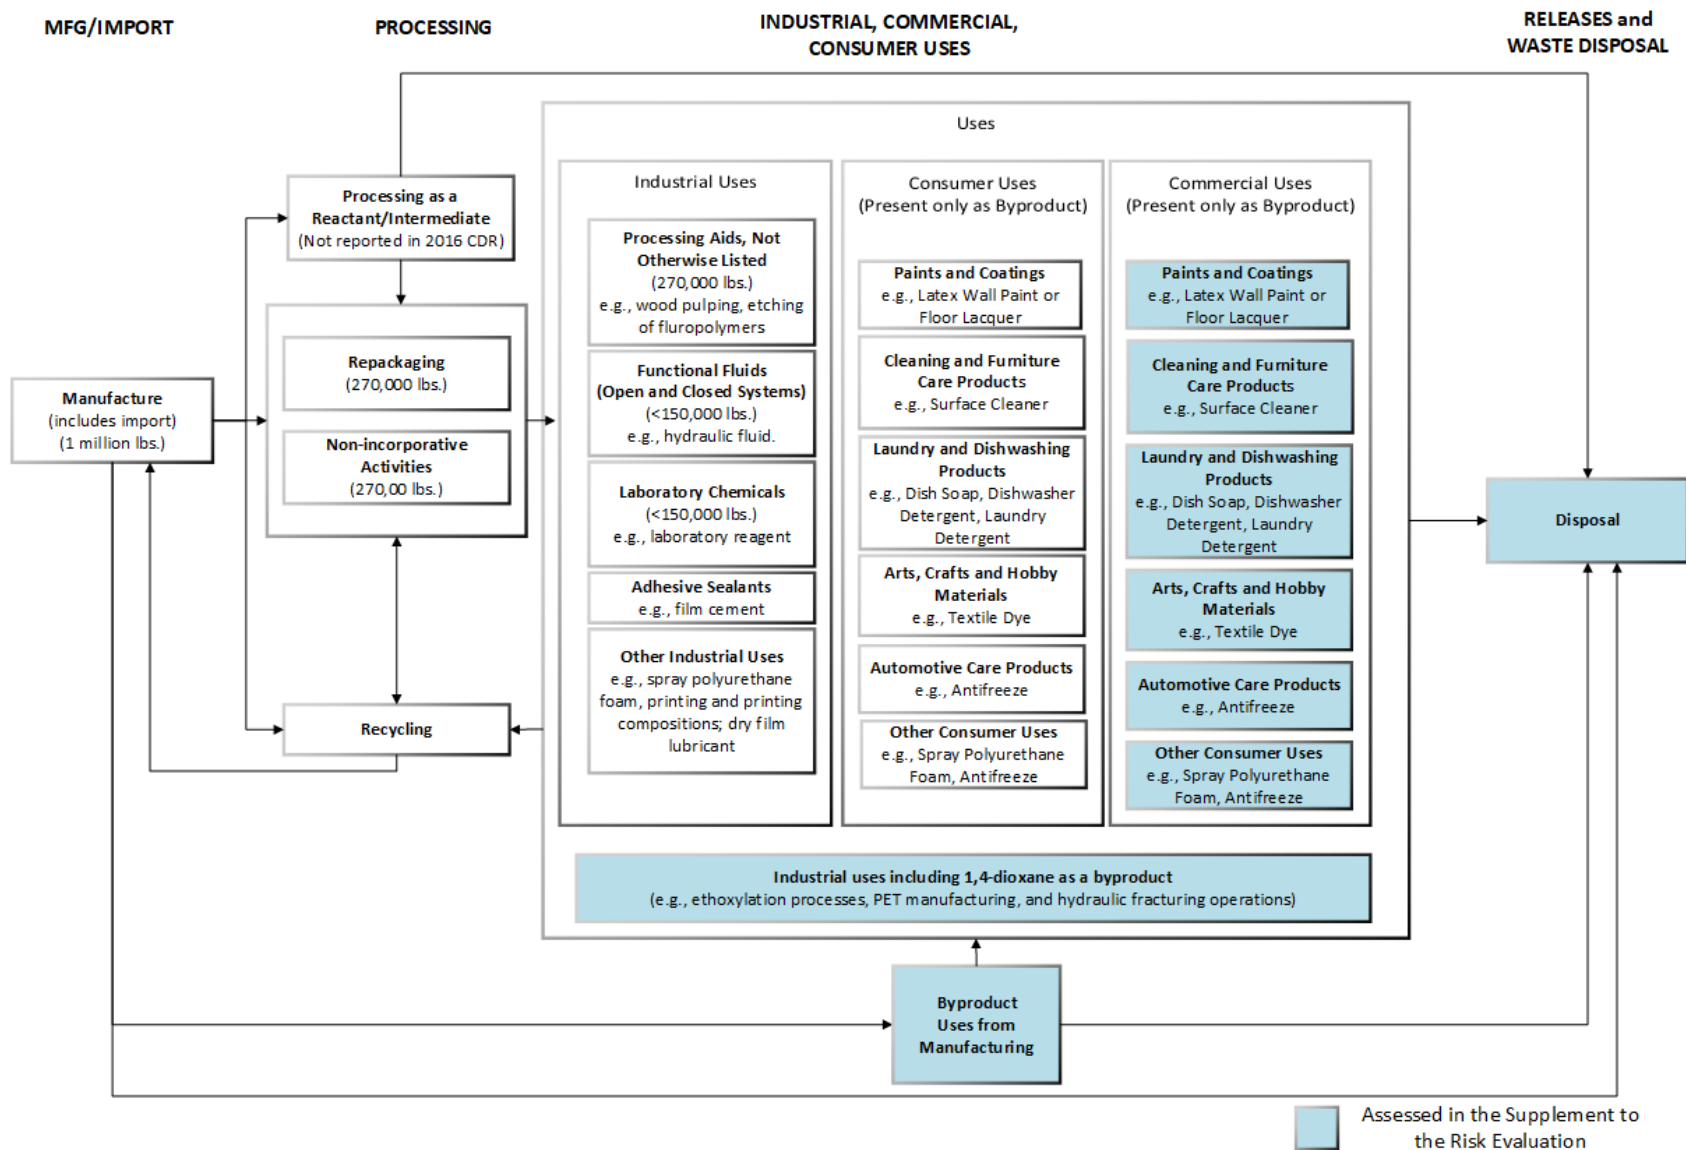 MFG/IMPORT
PROCESSING
INDUSTRIAL, COMMERCIAL,
CONSUMER USES
RELEASES and
WASTE DISPOSAL
Uses
Processing as a
Reactant/Intermediate
(Not reported in 2016 CDR)
Repackaging
(270,000 lbs.)
Non-incorporative
Activities
(270,00 lbs.)
Manufacture
(includes import)
(1 million lbs.)
Recycling
Industrial Uses
Processing Aids, Not
Otherwise Listed
(270,000 lbs.)
e.g., wood pulping, etching
of fluropolymers
Functional Fluids
(Open and Closed Systems)
(<150,000 lbs.)
e.g., hydraulic fluid.
Laboratory Chemicals
(<150,000 lbs.)
e.g., laboratory reagent
Adhesive Sealants
e.g., film cement
Other Industrial Uses
e.g., spray polyurethane
foam, printing and printing
compositions; dry film
lubricant
Consumer Uses
(Present only as Byproduct)
Paints and Coatings
e.g., Latex Wall Paint or
Floor Lacquer
Cleaning and Furniture
Care Products
e.g., Surface Cleaner
Laundry and Dishwashing
Products
e.g., Dish Soap, Dishwasher
Detergent, Laundry
Detergent
Arts, Crafts and Hobby
Materials
e.g., Textile Dye
Automotive Care Products
e.g., Antifreeze
Other Consumer Uses
e.g., Spray Polyurethane
Foam, Antifreeze
Commercial Uses
(Present only as Byproduct)
Paints and Coatings
e.g., Latex Wall Paint or
Floor Lacquer
Cleaning and Furniture
Care Products
e.g., Surface Cleaner
Laundry and Dishwashing
Products
e.g., Dish Soap, Dishwasher
Detergent, Laundry
Detergent
Arts, Crafts and Hobby
Materials
e.g., Textile Dye
Automotive Care Products
e.g., Antifreeze
Other Consumer Uses
e.g., Spray Polyurethane
Foam, Antifreeze
Disposal
Industrial uses including 1,4-dioxane as a byproduct
(e.g., ethoxylation processes, PET manufacturing, and hydraulic fracturing operations)
Byproduct
Uses from
Manufacturing
Assessed in the Supplement to
the Risk Evaluation